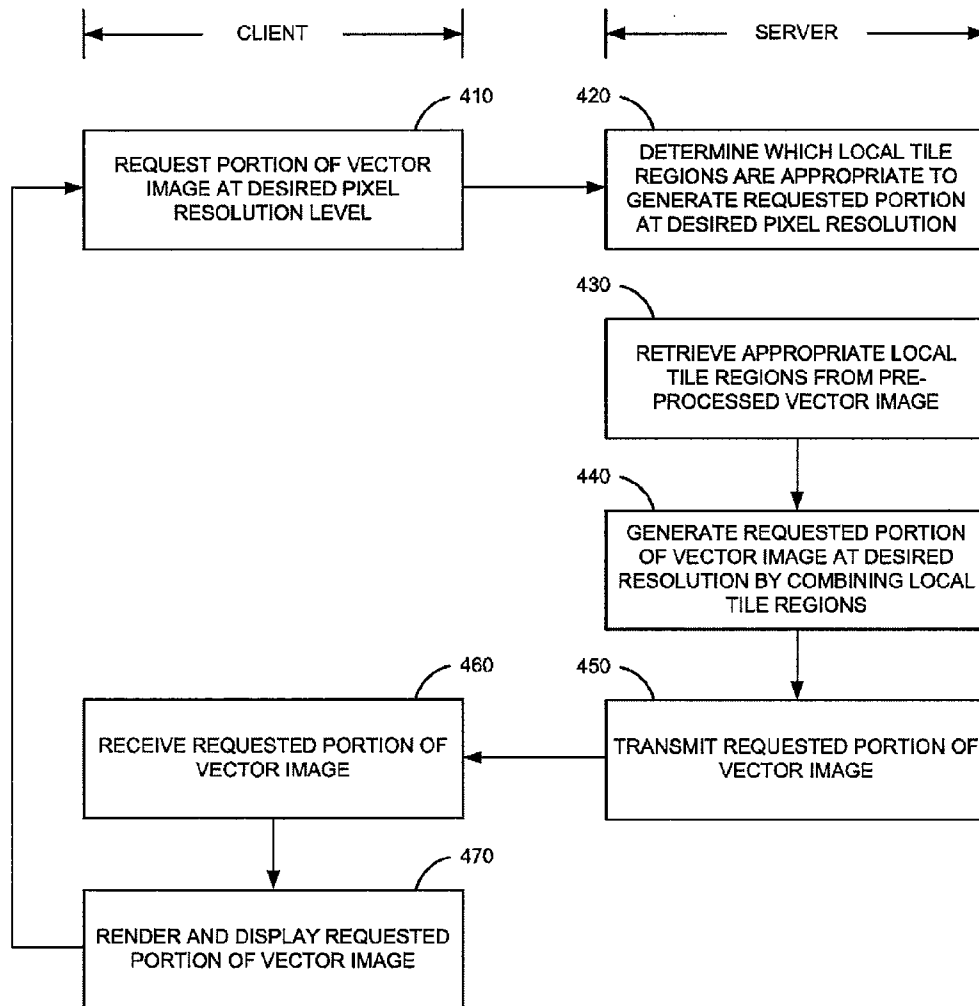 CLIENT
SERVER
410
REQUEST PORTION OF VECTOR
IMAGE AT DESIRED PIXEL
RESOLUTION LEVEL
420
DETERMINE WHICH LOCAL TILE
REGIONS ARE APPROPRIATE TO
GENERATE REQUESTED PORTION
AT DESIRED PIXEL RESOLUTION
430
RETRIEVE APPROPRIATE LOCAL
TILE REGIONS FROM PRE-
PROCESSED VECTOR IMAGE
440
GENERATE REQUESTED PORTION
OF VECTOR IMAGE AT DESIRED
RESOLUTION BY COMBINING LOCAL
TILE REGIONS
450
TRANSMIT REQUESTED PORTION OF
VECTOR IMAGE
460
RECEIVE REQUESTED PORTION OF
VECTOR IMAGE
470
RENDER AND DISPLAY REQUESTED
PORTION OF VECTOR IMAGE